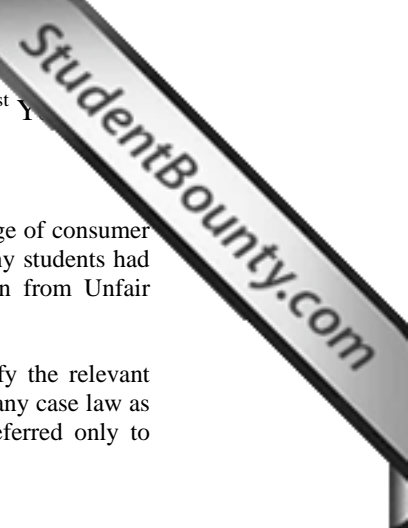 st Y
StudentBounty.com
ge of consumer
ny students had
n from Unfair
fy the relevant
any case law as
eferred only to